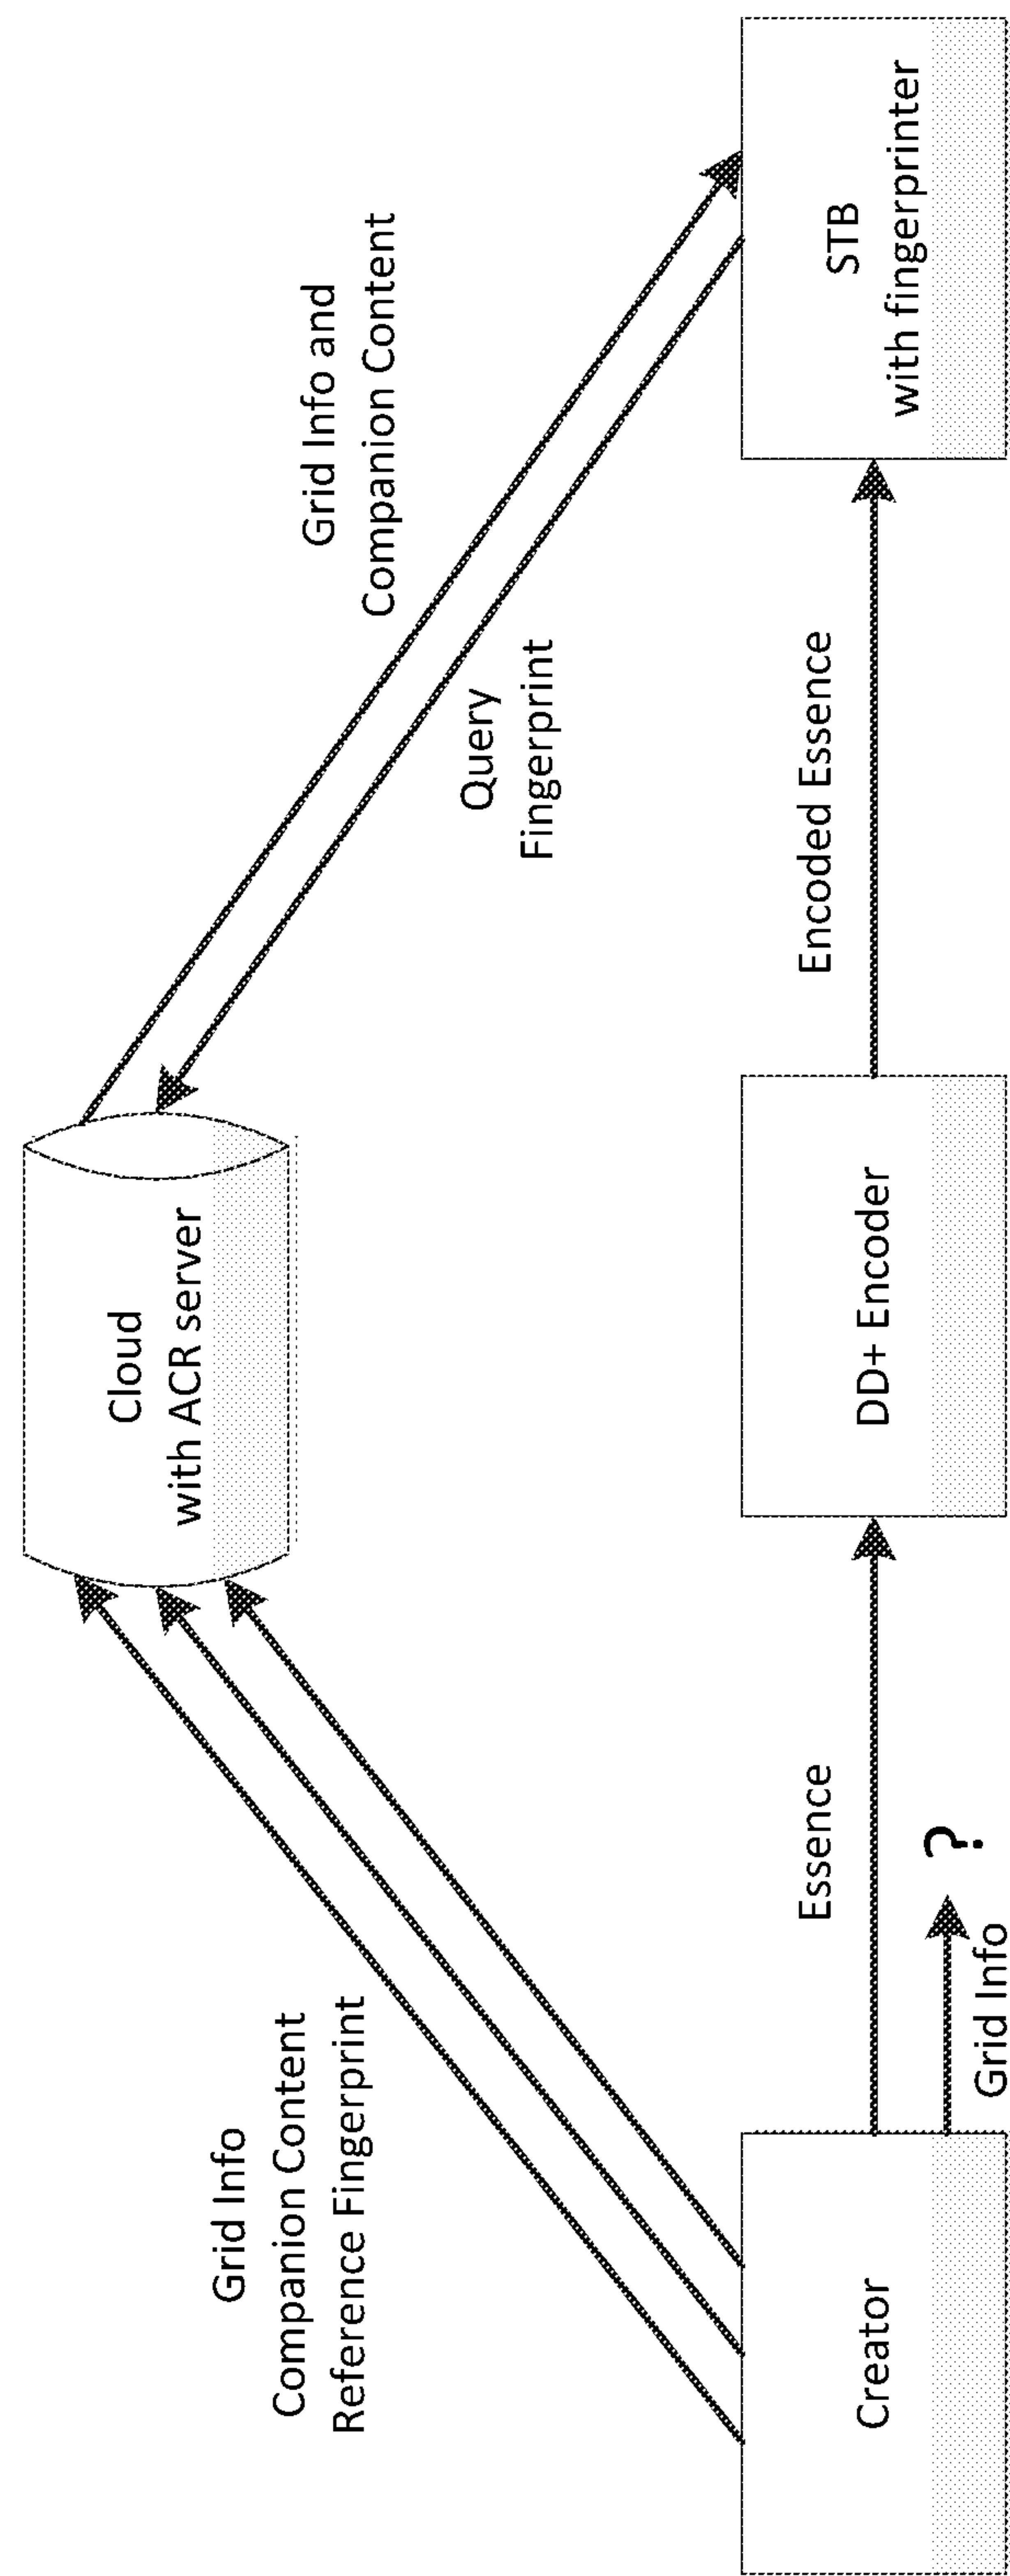 Cloud
with ACR server
Grid Info
Companion Content
Reference Fingerprint
Grid Info and
Companion Content
Query
Fingerprint
Creator
Essence
Grid Info
?
DD+ Encoder
Encoded Essence
STB
with fingerprinter